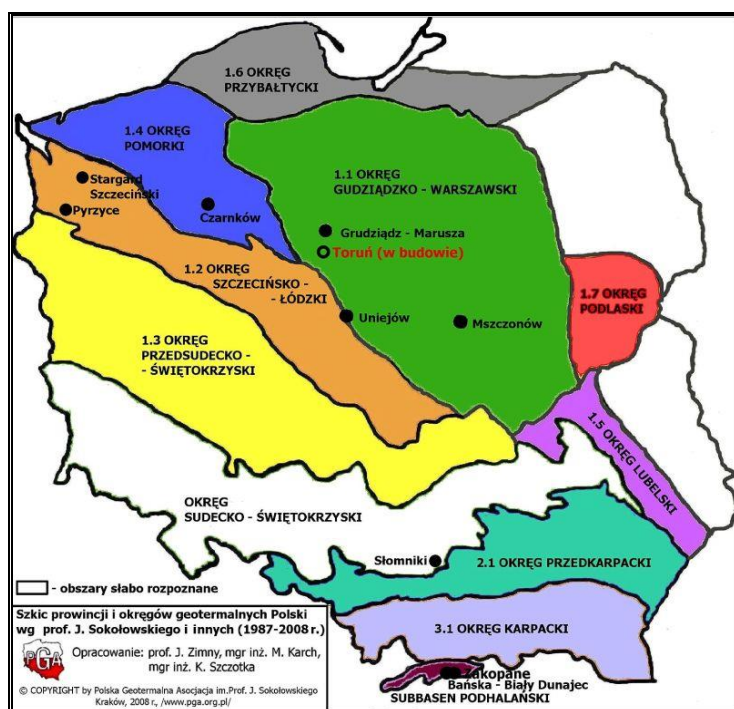 1.6 OKRĘG
PRZYBAŁTYCKI
1.4 OKRĘG
POMORKI
1.1 OKRĘG
GUDZIĄDZKO - WARSZAWSKI
Stargard
Szczeciński
Pyrzyce
Czarnków
Grudziądz - Marusza
Toruń (w budowie)
1.2 OKRĘG
SZCZECIŃSKO -
- ŁÓDZKI
1.7 OKRĘG
PODLASKI
Uniejów
Mszczonów
1.3 OKRĘG
PRZEDSUDECKO -
- ŚWIĘTOKRZYSKI
1.5 OKRĘG LUBELSKI
OKRĘG
SUDECKO - ŚWIĘTOKRZYSKI
Słomniki
2.1 OKRĘG PRZEDKARPACKI
- obszary słabo rozpoznane
3.1 OKRĘG KARPACKI
Zakopane
Bańska - Biały Dunajec
SUBBASEN PODHALAŃSKI
Szkic prowincji i okręgów geotermalnych Polski
wg prof. J. Sokołowskiego i innych (1987-2008 r.)
PGA
Opracowanie: prof. J. Zimny, mgr inż. M. Karch,
mgr inż. K. Szczotka
© COPYRIGHT by Polska Geotermalna Asocjacja im.Prof. J. Sokołowskiego
Kraków, 2008 r., /www.pga.org.pl/